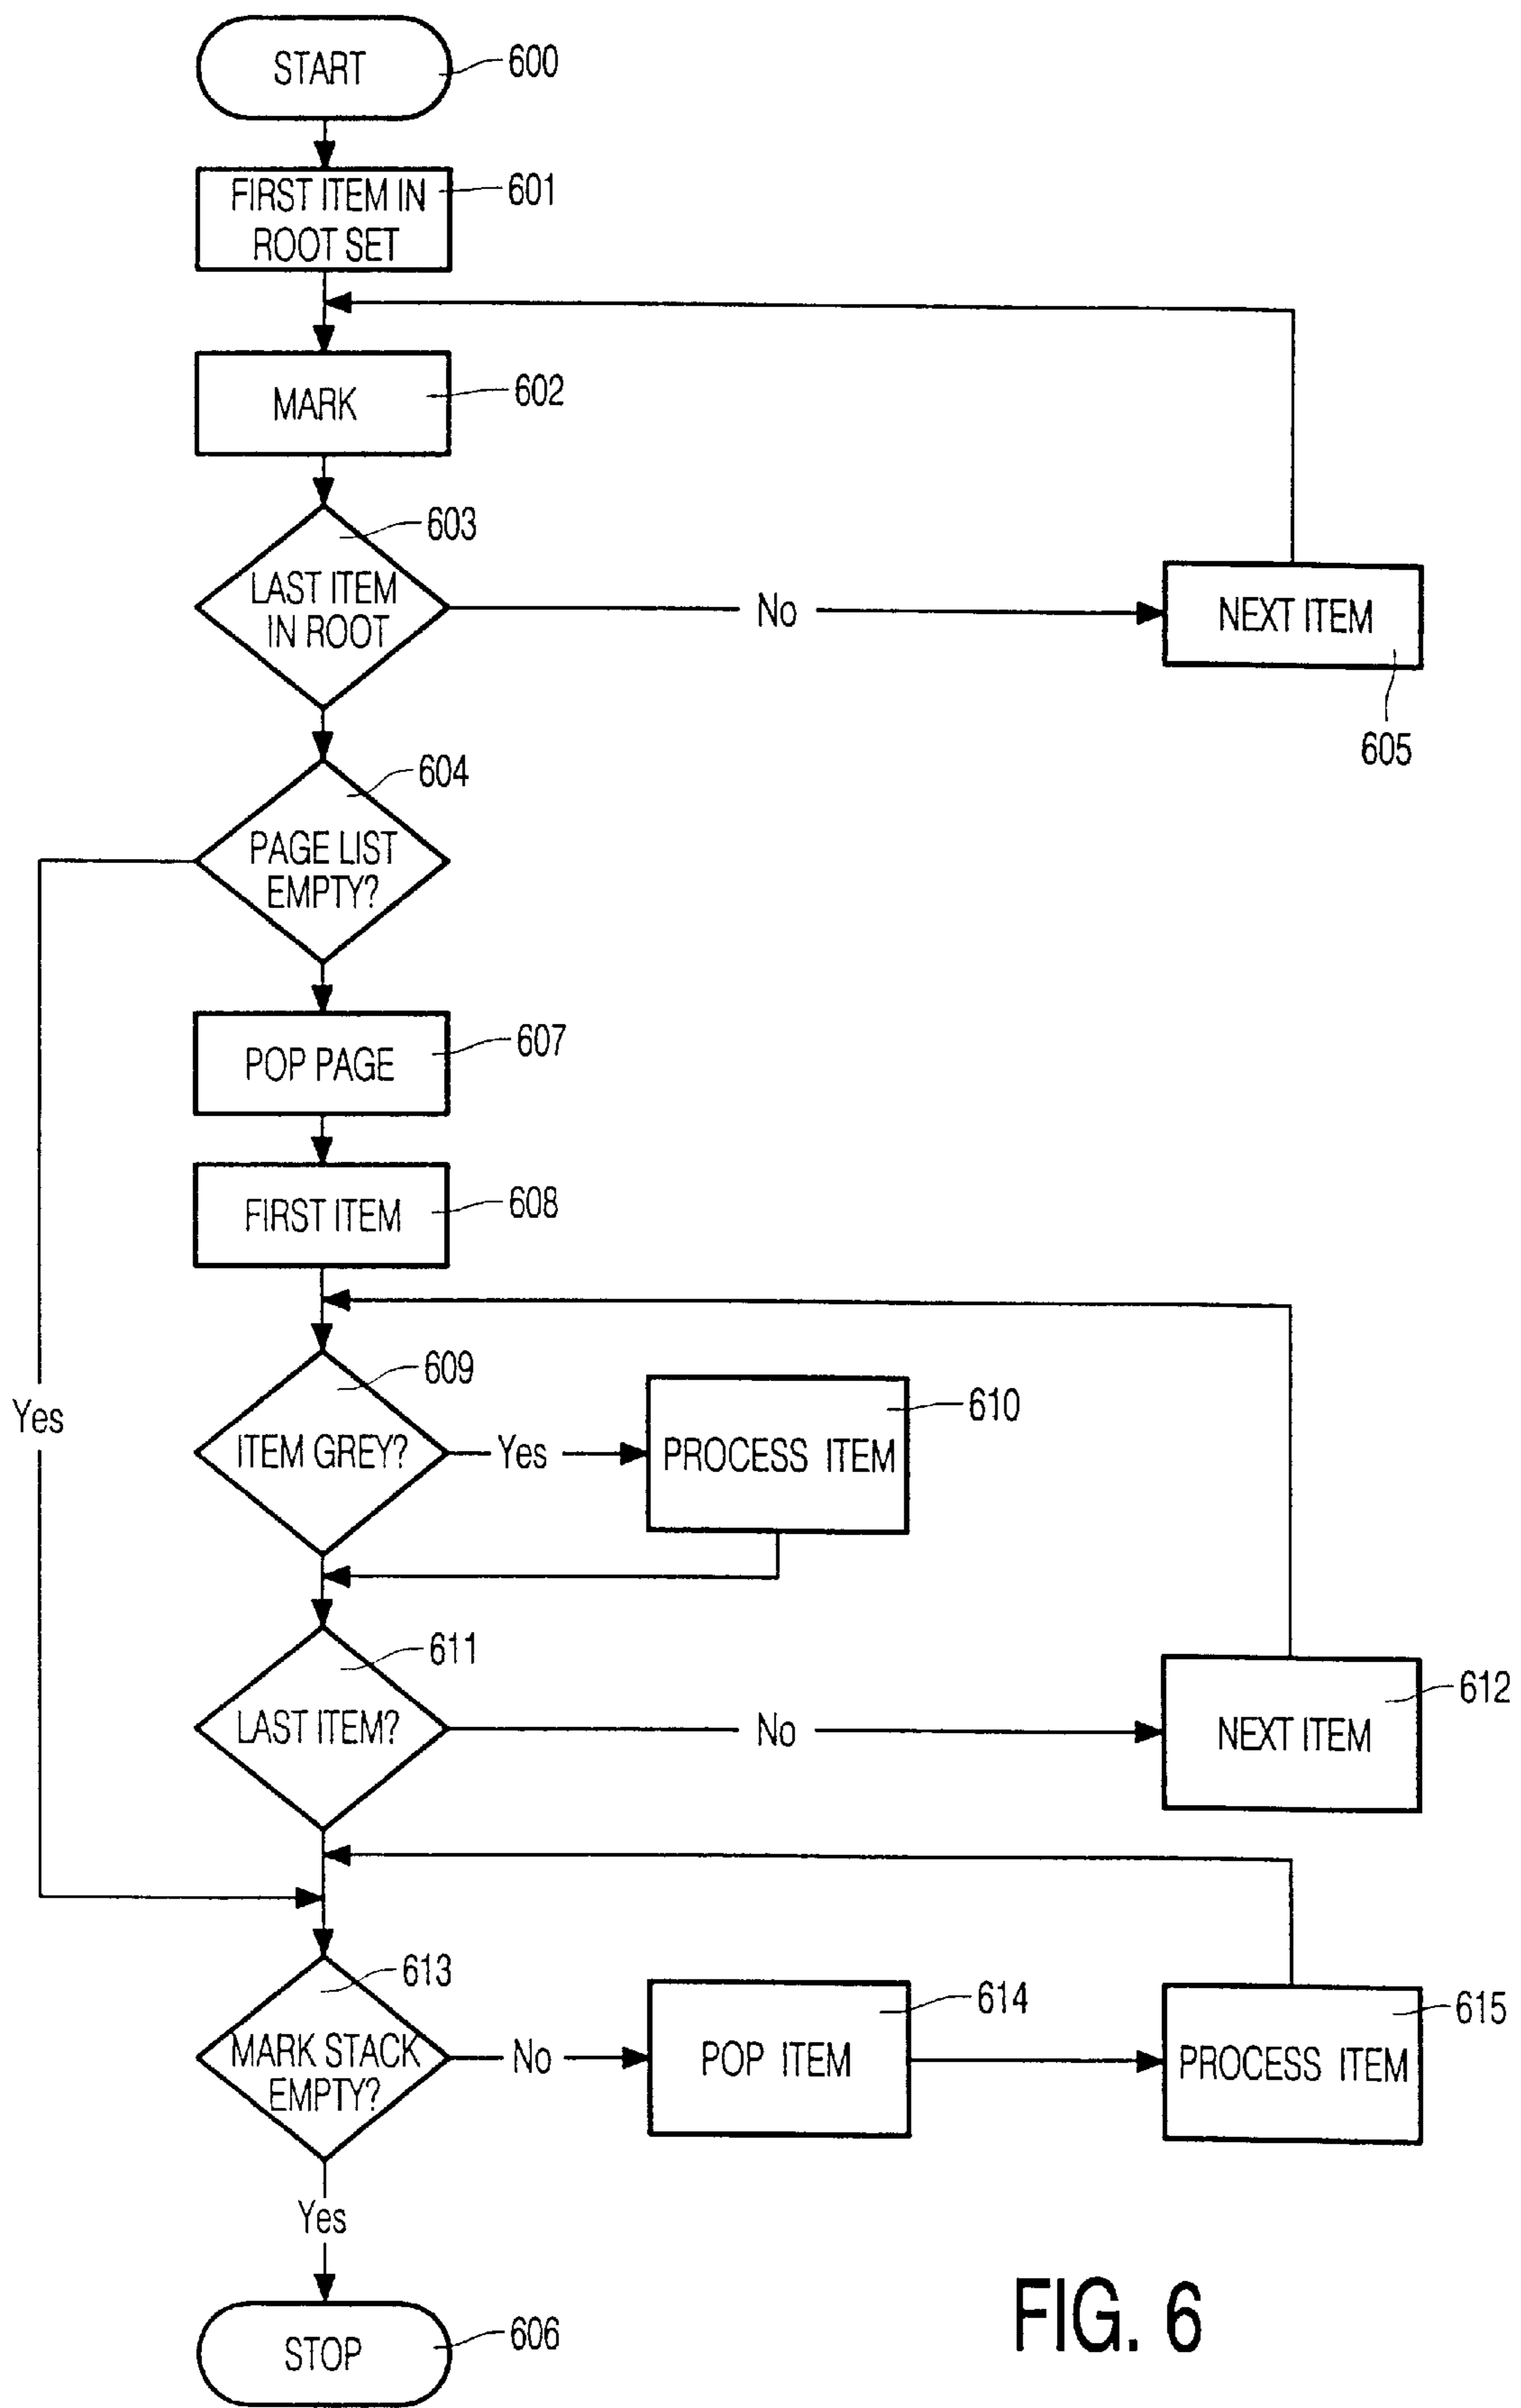 START
600
FIRST ITEM IN
ROOT SET
601
MARK
602
603
LAST ITEM
IN ROOT
No
NEXT ITEM
605
604
PAGE LIST
EMPTY?
POP PAGE
607
FIRST ITEM
608
609
ITEM GREY?
Yes
PROCESS ITEM
610
Yes
611
LAST ITEM?
No
NEXT ITEM
612
613
MARK STACK
EMPTY?
No
POP ITEM
614
PROCESS ITEM
615
Yes
STOP
606
FIG. 6